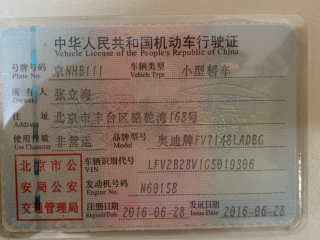 中华人民共和国机动车行驶证
Vehicle License of the People's Republic of China
号牌号码 京NHB111 车辆类型 小型轿车
Plate No. Vehicle Type
所有人 张立海
Owner
住址 北京市丰台区骆驼湾168号
Address
使用性质 非营运 品牌型号 奥迪牌FV7148LADBG
Use Character Model
北京市公 车辆识别代号 LFV2B28V1G5019306
VIN
安局公安 发动机号码 N60158
Engine No.
交通管理局 注册日期 2016-06-28 发证日期 2016-06-28
Register Date Issue Date